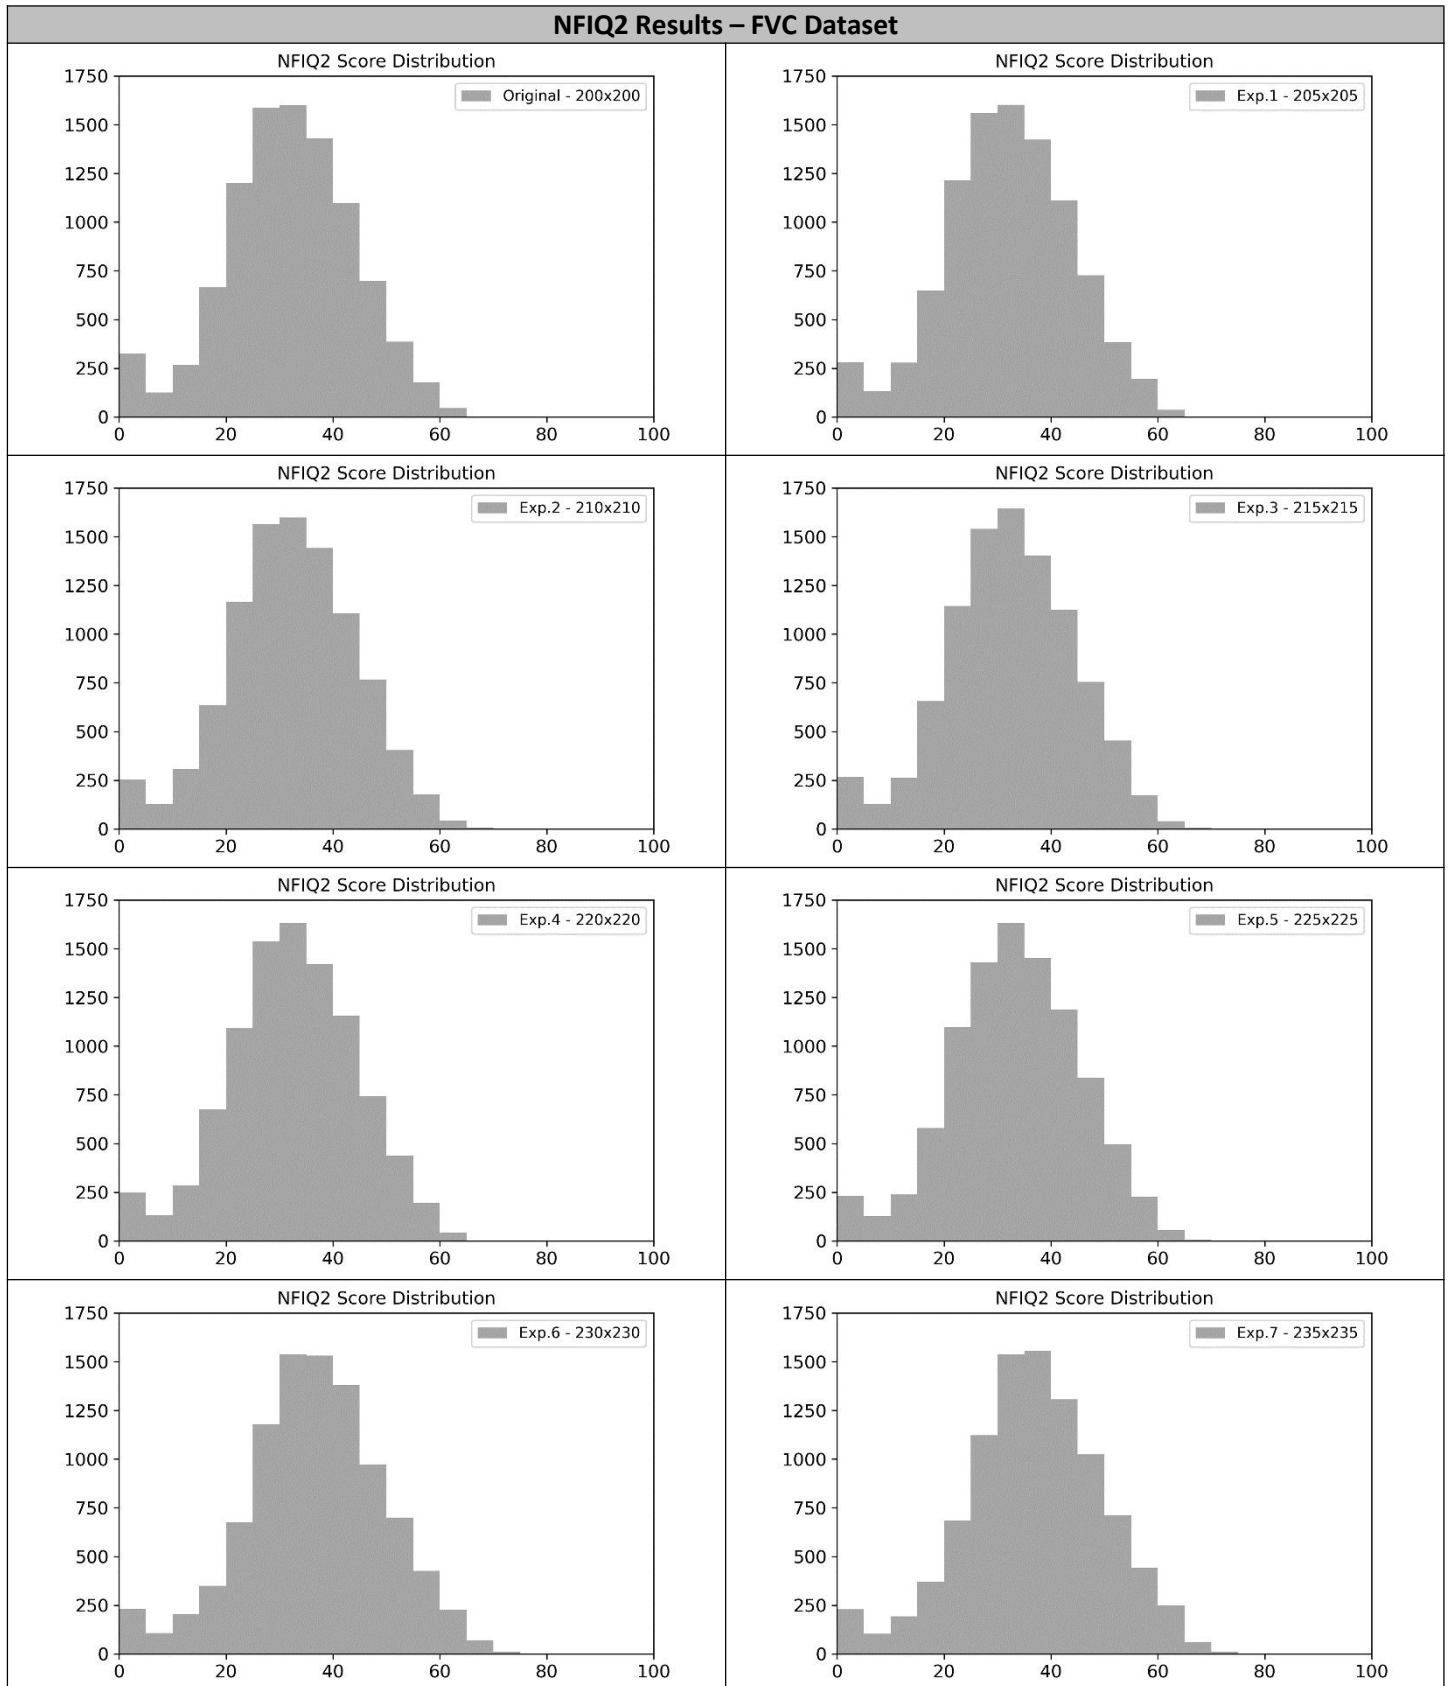 NFIQ2 Results – FVC Dataset
NFIQ2 Score Distribution
1750
1500
1250
1000
750
500
250
0
0 20 40 60 80 100
Original - 200x200
NFIQ2 Score Distribution
1750
1500
1250
1000
750
500
250
0
0 20 40 60 80 100
Exp.1 - 205x205
NFIQ2 Score Distribution
1750
1500
1250
1000
750
500
250
0
0 20 40 60 80 100
Exp.2 - 210x210
NFIQ2 Score Distribution
1750
1500
1250
1000
750
500
250
0
0 20 40 60 80 100
Exp.3 - 215x215
NFIQ2 Score Distribution
1750
1500
1250
1000
750
500
250
0
0 20 40 60 80 100
Exp.4 - 220x220
NFIQ2 Score Distribution
1750
1500
1250
1000
750
500
250
0
0 20 40 60 80 100
Exp.5 - 225x225
NFIQ2 Score Distribution
1750
1500
1250
1000
750
500
250
0
0 20 40 60 80 100
Exp.6 - 230x230
NFIQ2 Score Distribution
1750
1500
1250
1000
750
500
250
0
0 20 40 60 80 100
Exp.7 - 235x235